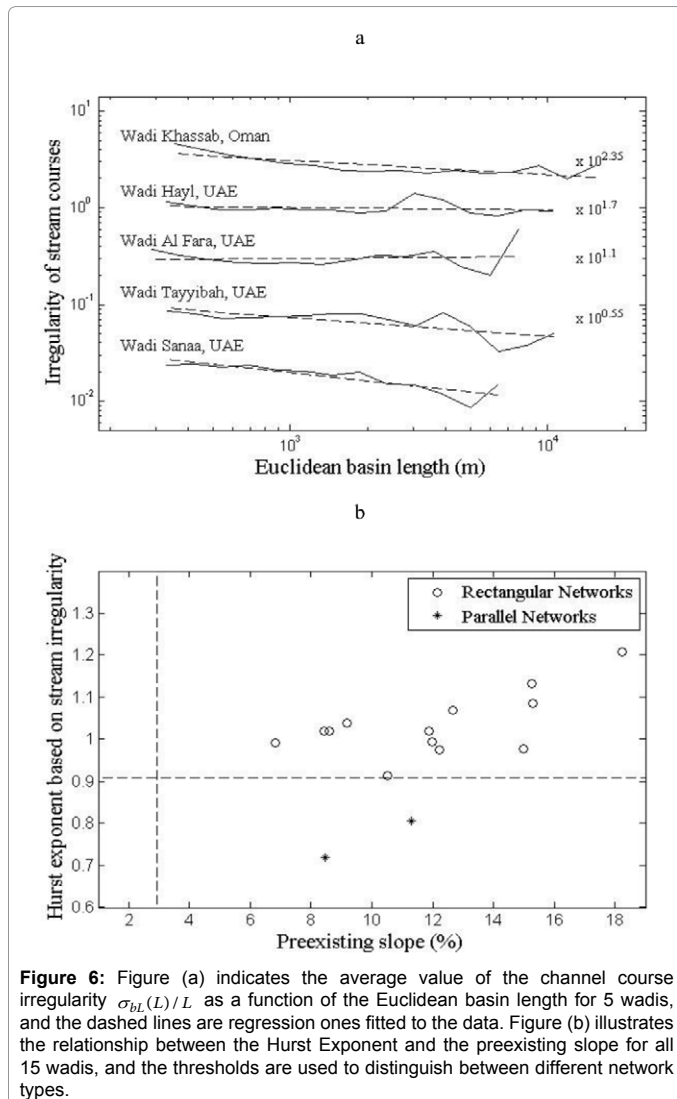 a
10^1
10^0
10^-1
10^-2
Irregularity of stream courses
Wadi Khassab, Oman
x 10^2.35
Wadi Hayl, UAE
x 10^1.7
Wadi Al Fara, UAE
x 10^1.1
Wadi Tayyibah, UAE
x 10^0.55
Wadi Sanaa, UAE
10^3
10^4
Euclidean basin length (m)
b
Hurst exponent based on stream irregularity
1.3
1.2
1.1
1
0.9
0.8
0.7
0.6
Rectangular Networks
Parallel Networks
2 4 6 8 10 12 14 16 18
Preexisting slope (%)
Figure 6: Figure (a) indicates the average value of the channel course
irregularity σ_bL(L)/L as a function of the Euclidean basin length for 5 wadis,
and the dashed lines are regression ones fitted to the data. Figure (b) illustrates
the relationship between the Hurst Exponent and the preexisting slope for all
15 wadis, and the thresholds are used to distinguish between different network
types.